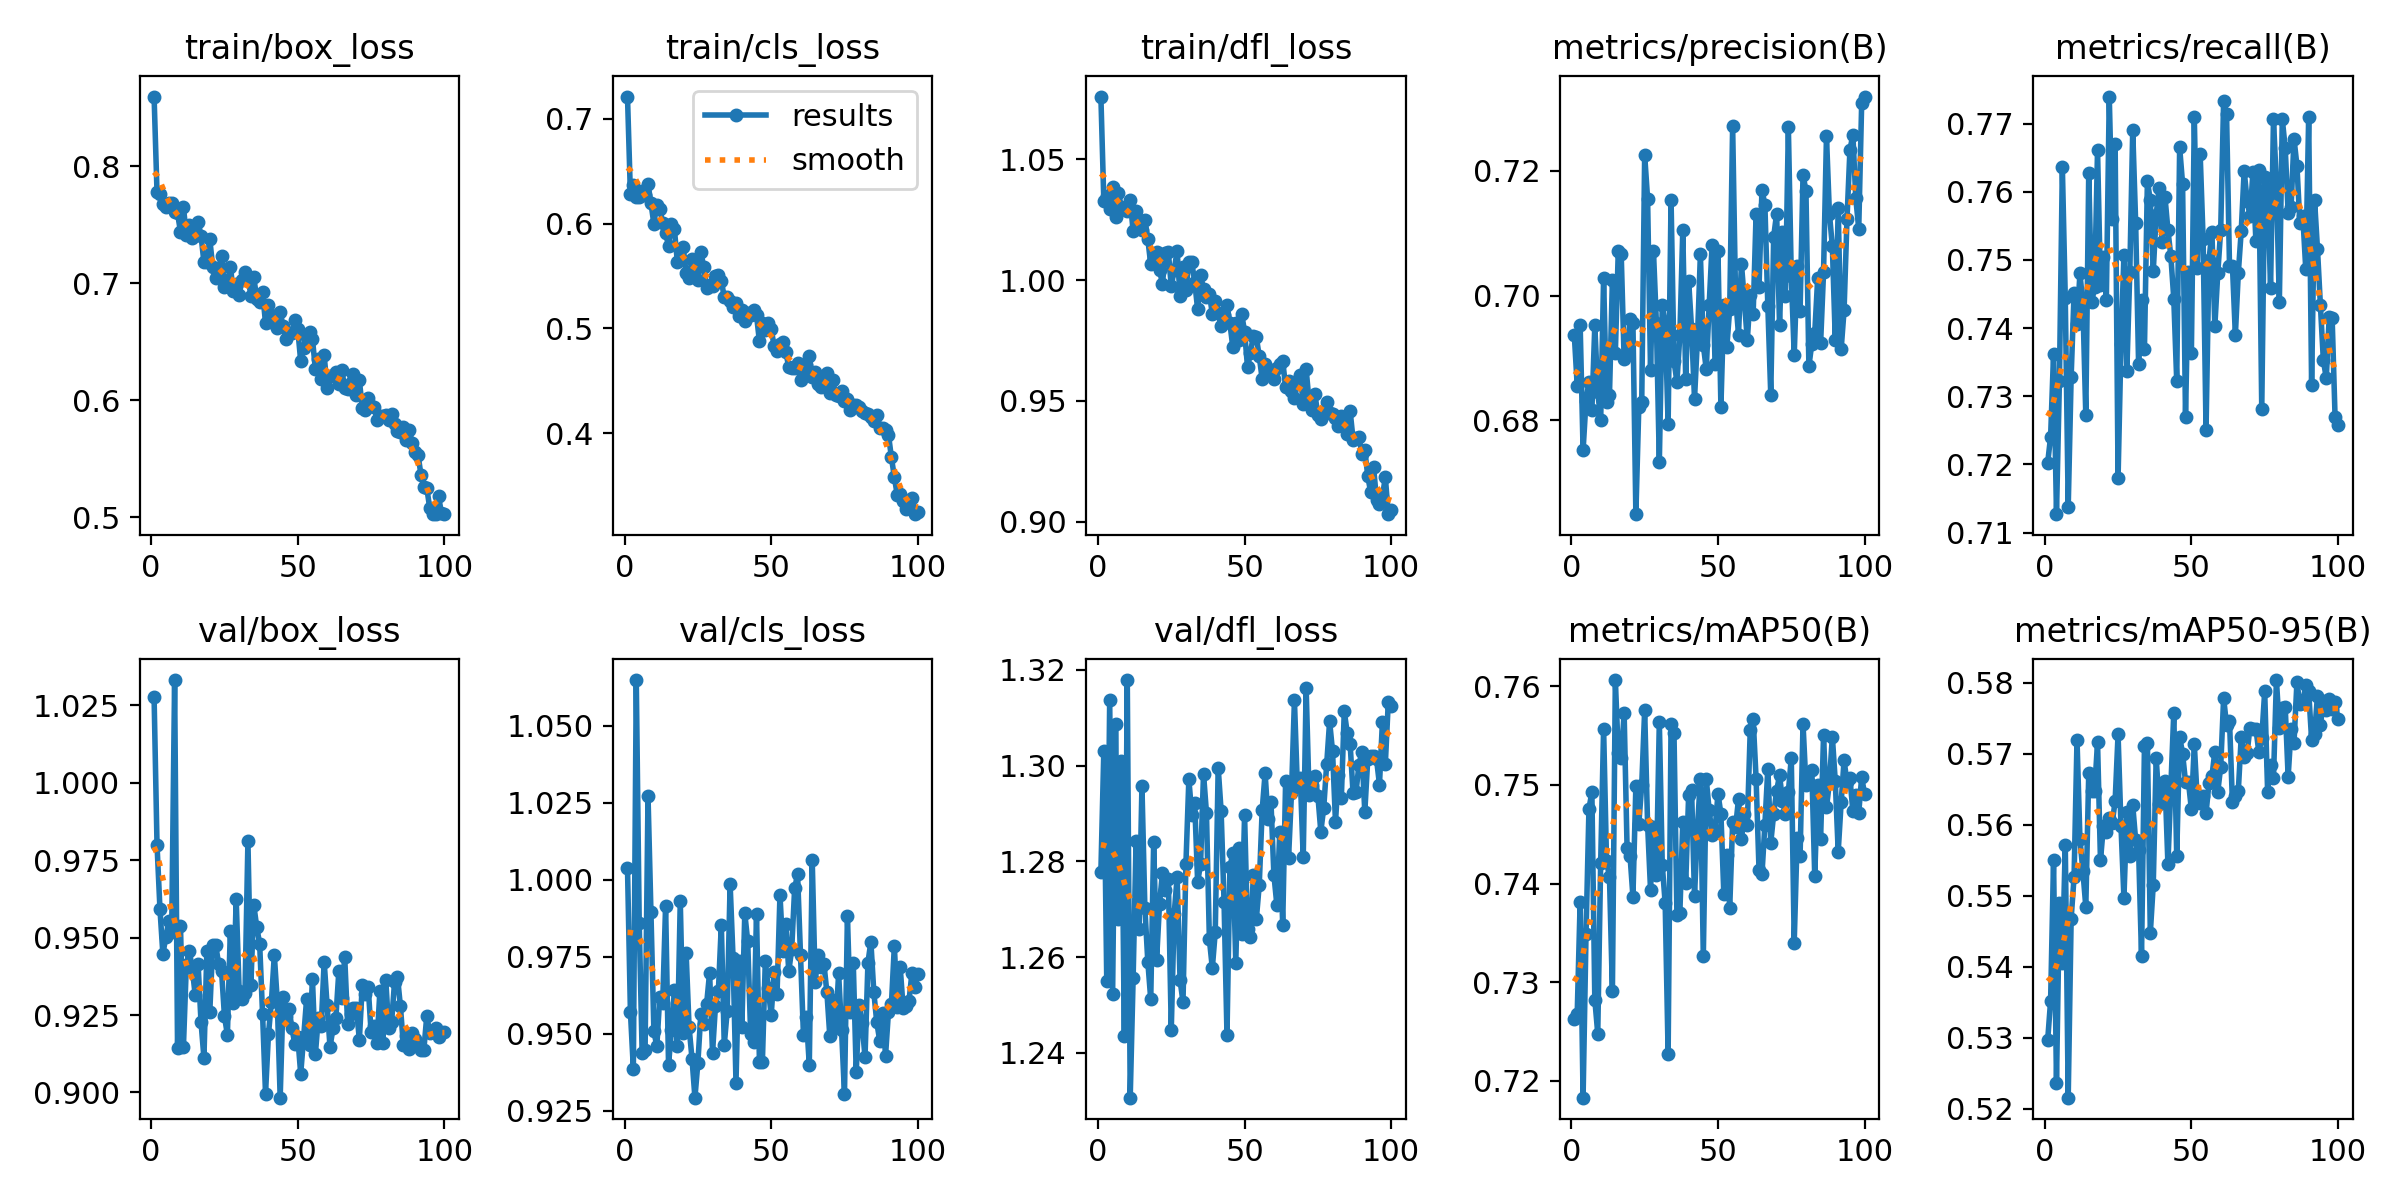 train/box_loss
0.8
0.7
0.6
0.5
0 50 100
train/cls_loss
results
smooth
0.7
0.6
0.5
0.4
0 50 100
train/dfl_loss
1.05
1.00
0.95
0.90
0 50 100
metrics/precision(B)
0.72
0.70
0.68
0 50 100
metrics/recall(B)
0.77
0.76
0.75
0.74
0.73
0.72
0.71
0 50 100
val/box_loss
1.025
1.000
0.975
0.950
0.925
0.900
0 50 100
val/cls_loss
1.050
1.025
1.000
0.975
0.950
0.925
0 50 100
val/dfl_loss
1.32
1.30
1.28
1.26
1.24
0 50 100
metrics/mAP50(B)
0.76
0.75
0.74
0.73
0.72
0 50 100
metrics/mAP50-95(B)
0.58
0.57
0.56
0.55
0.54
0.53
0.52
0 50 100